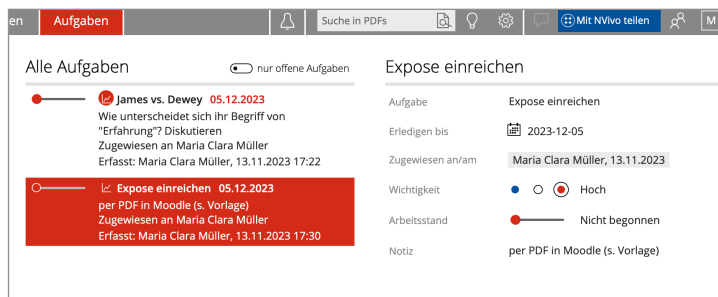 en
Aufgaben
Suche in PDFs
Mit NVivo teilen
M
Alle Aufgaben
nur offene Aufgaben
James vs. Dewey 05.12.2023
Wie unterscheidet sich ihr Begriff von
"Erfahrung"? Diskutieren
Zugewiesen an Maria Clara Müller
Erfasst: Maria Clara Müller, 13.11.2023 17:22
Expose einreichen 05.12.2023
per PDF in Moodle (s. Vorlage)
Zugewiesen an Maria Clara Müller
Erfasst: Maria Clara Müller, 13.11.2023 17:30
Expose einreichen
Aufgabe Expose einreichen
Erledigen bis 2023-12-05
Zugewiesen an/am Maria Clara Müller, 13.11.2023
Wichtigkeit Hoch
Arbeitsstand Nicht begonnen
Notiz per PDF in Moodle (s. Vorlage)